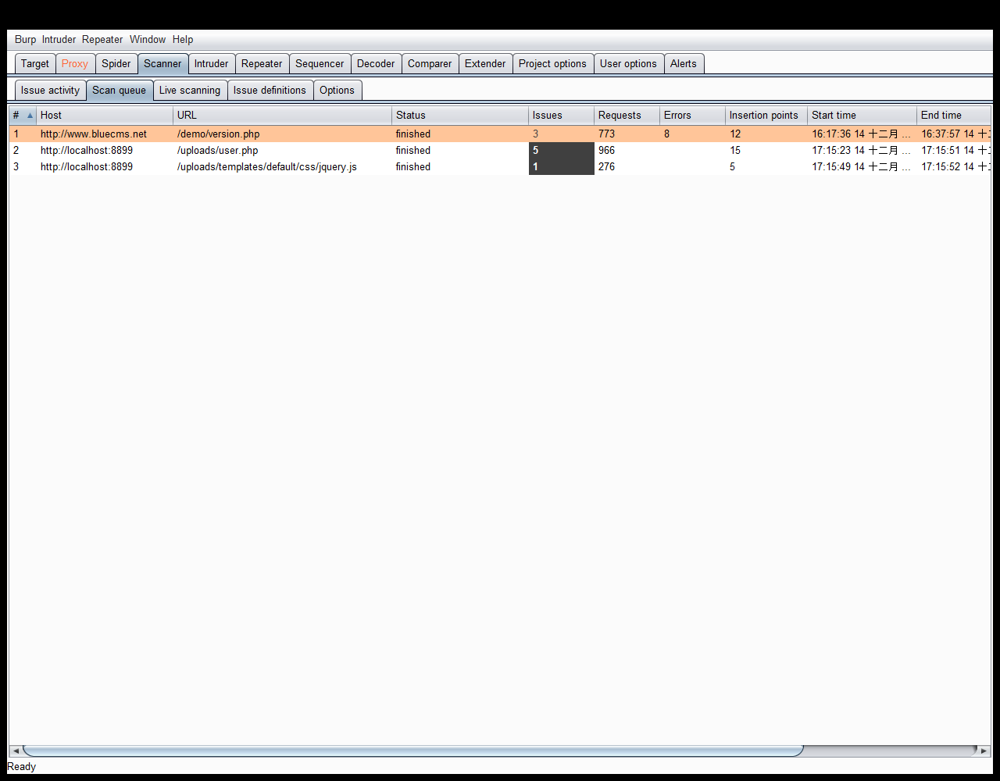 Burp Intruder Repeater Window Help
Target Proxy Spider Scanner Intruder Repeater Sequencer Decoder Comparer Extender Project options User options Alerts
Issue activity Scan queue Live scanning Issue definitions Options
# Host URL Status Issues Requests Errors Insertion points Start time End time
1 http://www.bluecms.net /demo/version.php finished 3 773 8 12 16:17:36 14 十二月 ... 16:37:57 14 十
2 http://localhost:8899 /uploads/user.php finished 5 966 15 17:15:23 14 十二月 ... 17:15:51 14 十
3 http://localhost:8899 /uploads/templates/default/css/jquery.js finished 1 276 5 17:15:49 14 十二月 ... 17:15:52 14 十
Ready